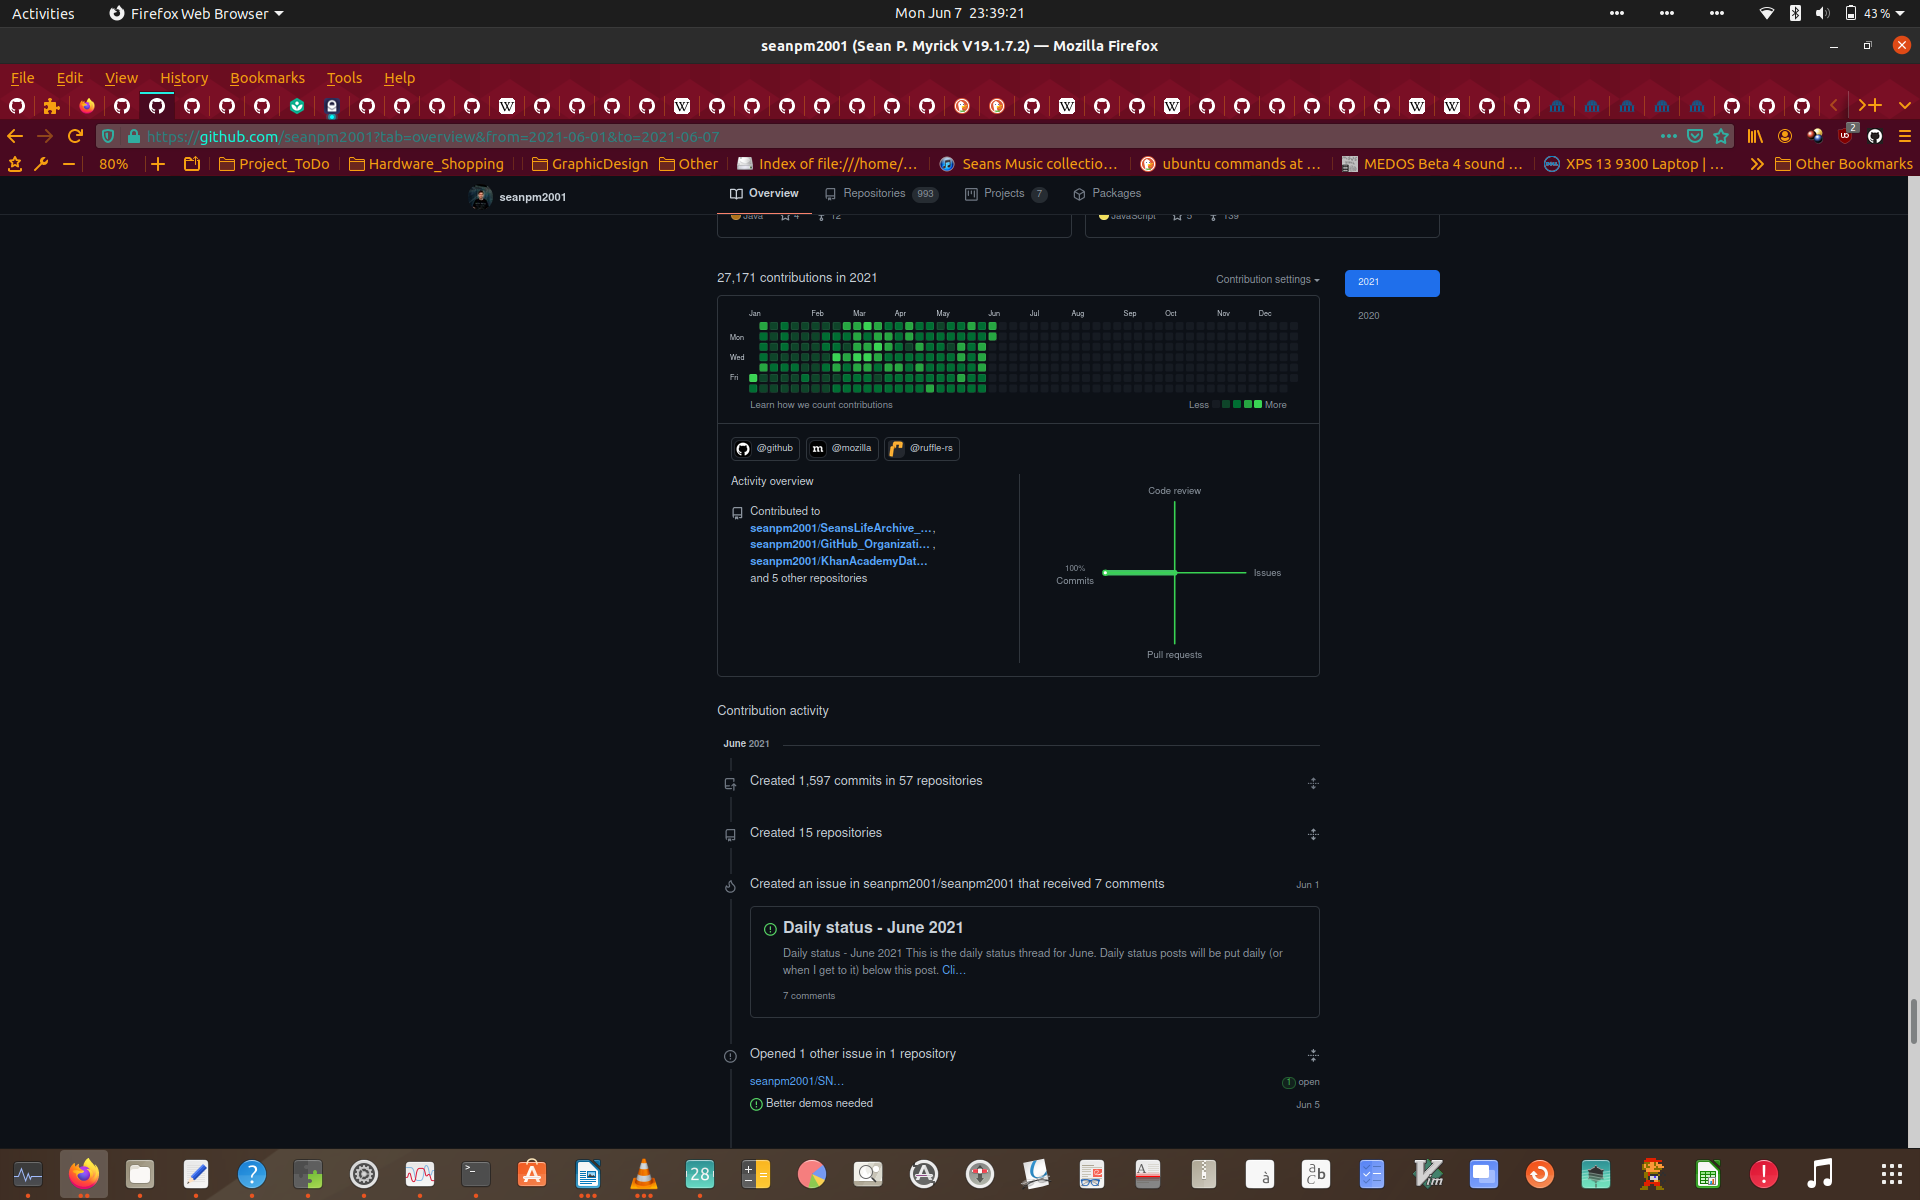 Activities
Firefox Web Browser
Mon Jun 7 23:39:21
43 %
seanpm2001 (Sean P. Myrick V19.1.7.2) — Mozilla Firefox
File Edit View History Bookmarks Tools Help
https://github.com/seanpm2001?tab=overview&from=2021-06-01&to=2021-06-07
2
80%
Project_ToDo
Hardware_Shopping
GraphicDesign
Other
Index of file:///home/…
Seans Music collectio…
ubuntu commands at …
MEDOS Beta 4 sound …
XPS 13 9300 Laptop | …
Other Bookmarks
seanpm2001
Overview
Repositories 993
Projects 7
Packages
Java 4 12
JavaScript 5 139
27,171 contributions in 2021
Contribution settings
2021
2020
Jan Feb Mar Apr May Jun Jul Aug Sep Oct Nov Dec
Mon
Wed
Fri
Learn how we count contributions
Less More
@github
@mozilla
@ruffle-rs
Activity overview
Contributed to
seanpm2001/SeansLifeArchive_…,
seanpm2001/GitHub_Organizati… ,
seanpm2001/KhanAcademyDat…
and 5 other repositories
Code review
100%
Commits
Issues
Pull requests
Contribution activity
June 2021
Created 1,597 commits in 57 repositories
Created 15 repositories
Created an issue in seanpm2001/seanpm2001 that received 7 comments
Jun 1
Daily status - June 2021
Daily status - June 2021 This is the daily status thread for June. Daily status posts will be put daily (or
when I get to it) below this post. Cli…
7 comments
Opened 1 other issue in 1 repository
seanpm2001/SN…
1 open
Better demos needed
Jun 5
28